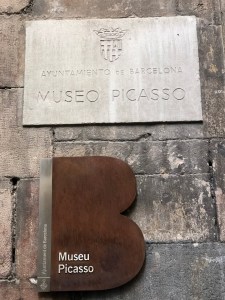 AYUNTAMIENTO DE BARCELONA
MUSEO PICASSO
Museu
Picasso